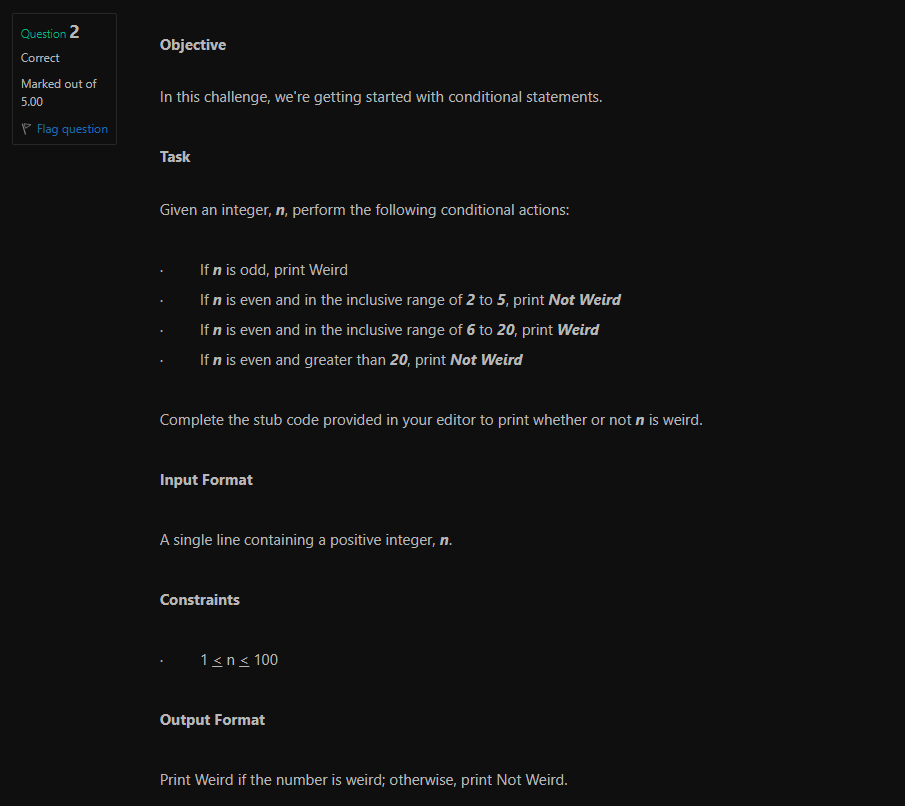 Question 2
Correct
Marked out of
5.00
Flag question
Objective
In this challenge, we're getting started with conditional statements.
Task
Given an integer, n, perform the following conditional actions:
· If n is odd, print Weird
· If n is even and in the inclusive range of 2 to 5, print Not Weird
· If n is even and in the inclusive range of 6 to 20, print Weird
· If n is even and greater than 20, print Not Weird
Complete the stub code provided in your editor to print whether or not n is weird.
Input Format
A single line containing a positive integer, n.
Constraints
· 1 < n < 100
Output Format
Print Weird if the number is weird; otherwise, print Not Weird.